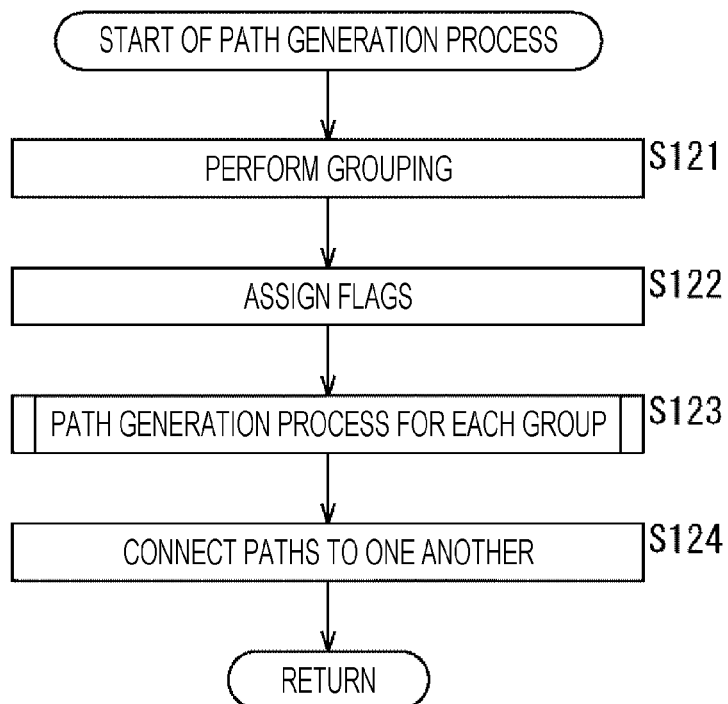 START OF PATH GENERATION PROCESS
PERFORM GROUPING S121
ASSIGN FLAGS S122
PATH GENERATION PROCESS FOR EACH GROUP S123
CONNECT PATHS TO ONE ANOTHER S124
RETURN